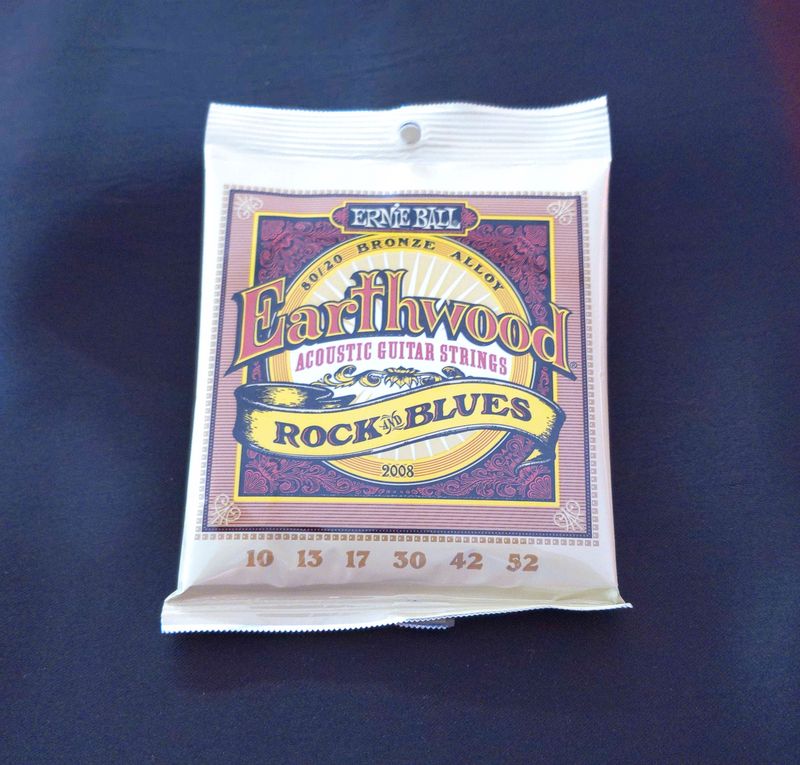 ERNIE BALL
80/20 BRONZE ALLOY
Earthwood®
ACOUSTIC GUITAR STRINGS
ROCK AND BLUES
2008
10 13 17 30 42 52